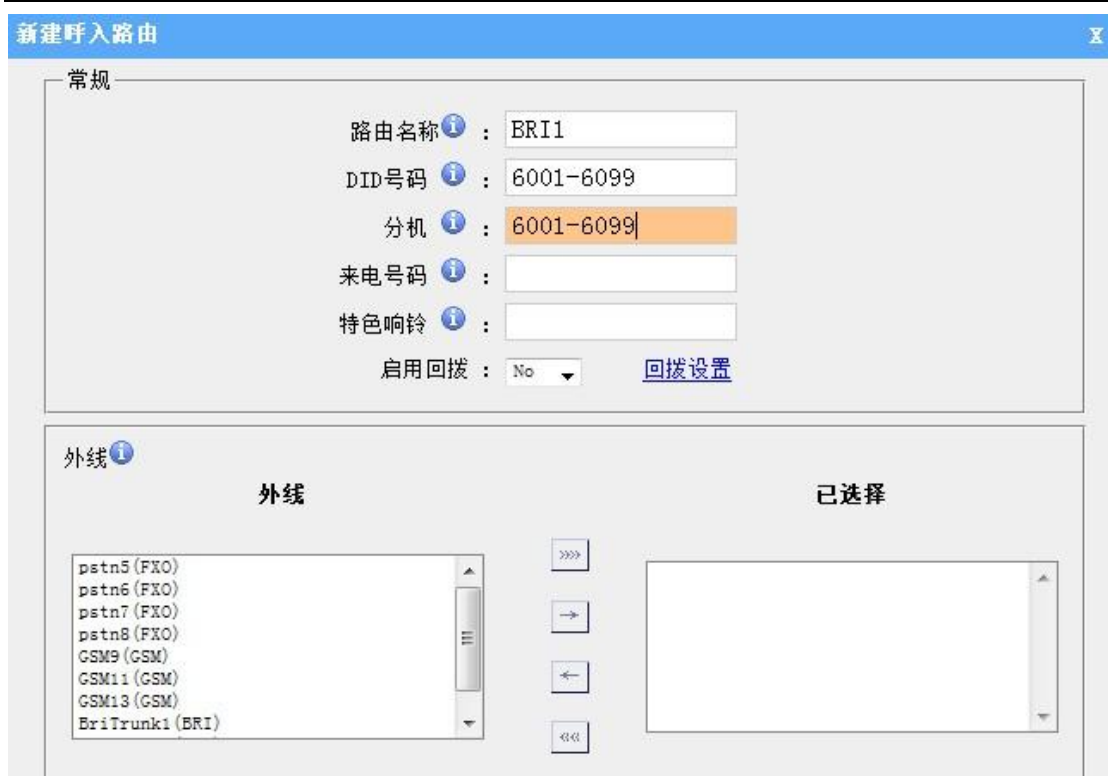 新建呼入路由 X
常规
路由名称 : BRI1
DID号码 : 6001-6099
分机 : 6001-6099
来电号码 :
特色响铃 :
启用回拨 : No 回拨设置
外线
外线 已选择
pstn5(FXO)
pstn6(FXO)
pstn7(FXO)
pstn8(FXO)
GSM9(GSM)
GSM11(GSM)
GSM13(GSM)
BriTrunk1(BRI)